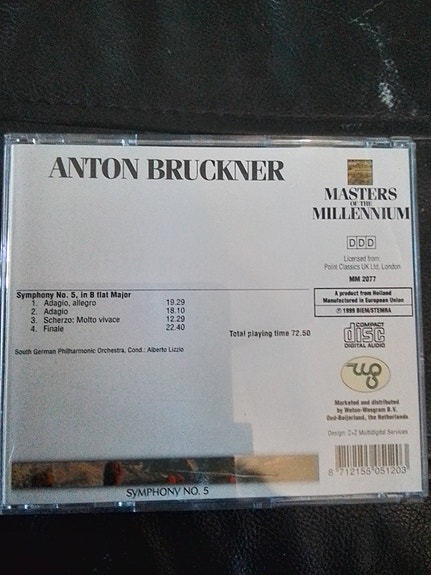 ANTON BRUCKNER
MASTERS
OF THE
MILLENNIUM
DDD
Licensed from:
Point Classics UK Ltd. London
MM 2077
A product from Holland
Manufactured in European Union
℗ 1999 BIEM/STEMRA
COMPACT
disc
DIGITAL AUDIO
Symphony No. 5, in B flat Major
1. Adagio, allegro 19.29
2. Adagio 18.10
3. Scherzo: Molto vivace 12.29
4. Finale 22.40
Total playing time 72.50
South German Philharmonic Orchestra, Cond.: Alberto Lizzio
wg
Marketed and distributed
by Weton-Wesgram B.V.
Oud-Beijerland, the Netherlands
Design: 2+2 Multidigital Services
8 712155 051203
SYMPHONY NO. 5